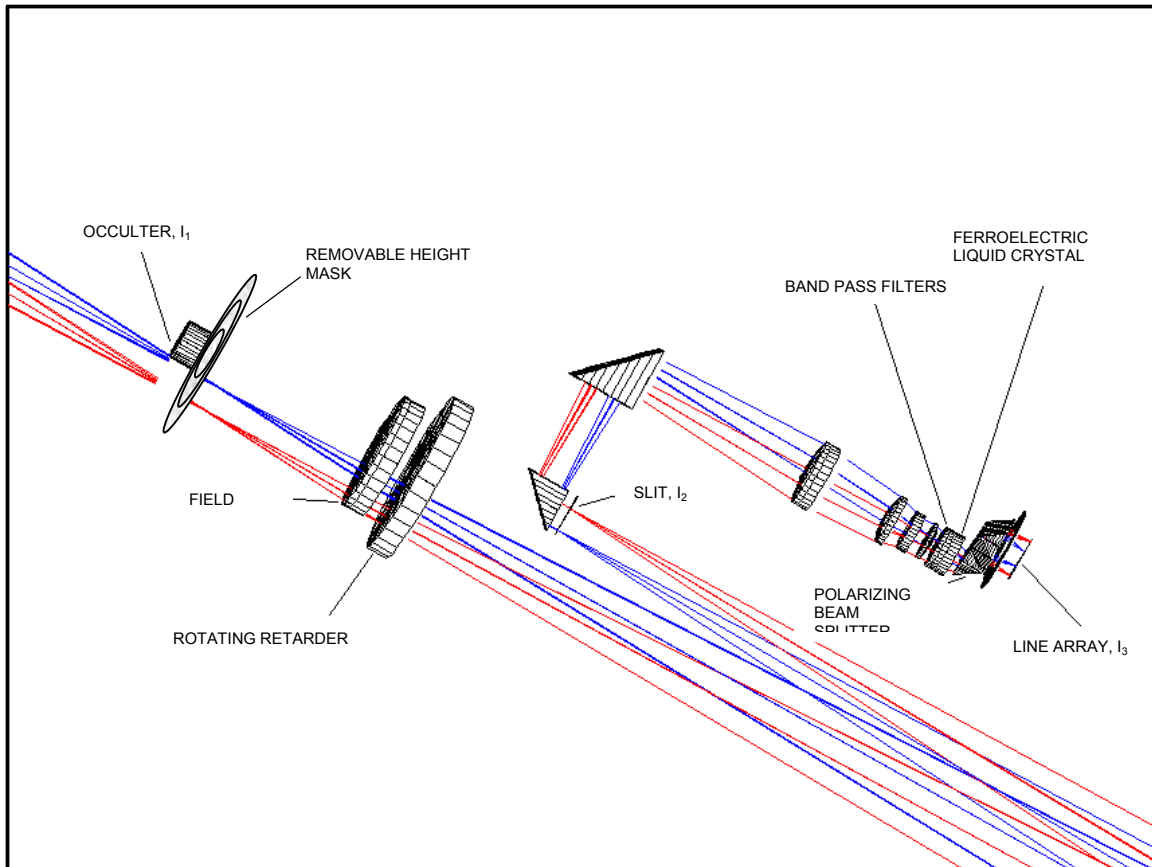 OCCULTER, I₁
REMOVABLE HEIGHT
MASK
FERROELECTRIC
LIQUID CRYSTAL
BAND PASS FILTERS
FIELD
SLIT, I₂
POLARIZING
BEAM
SPLITTER
ROTATING RETARDER
LINE ARRAY, I₃